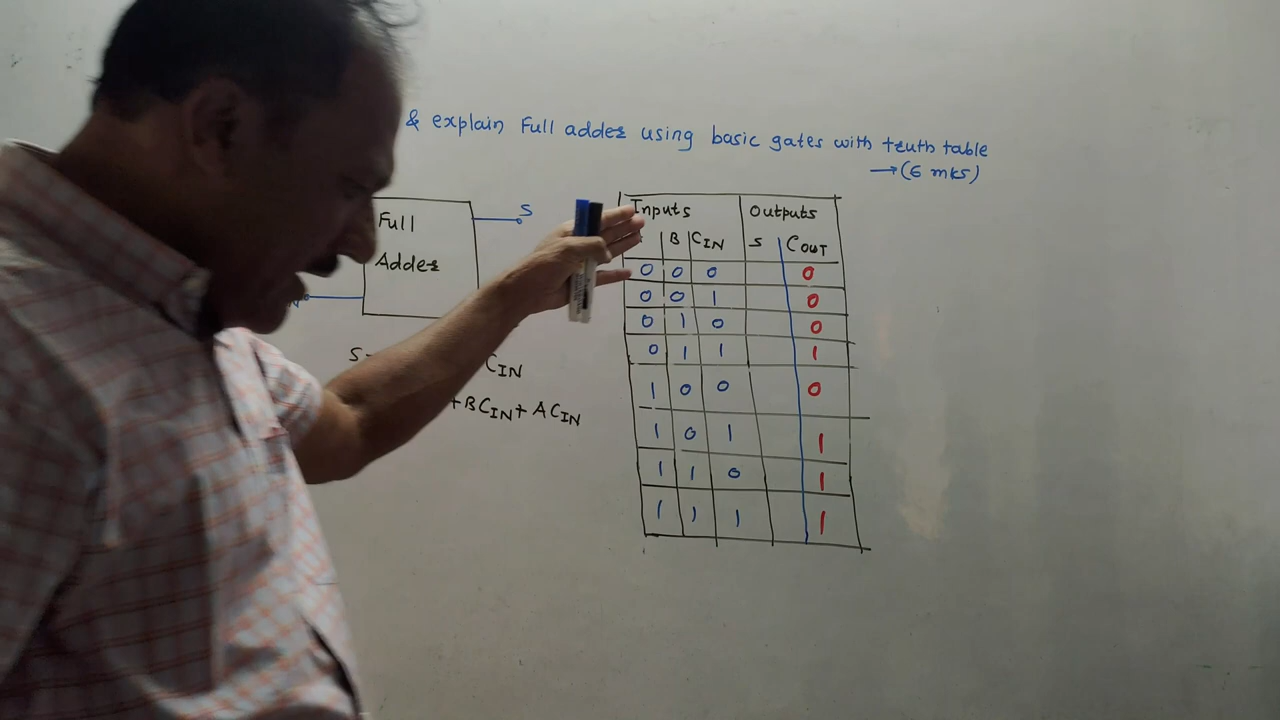 & explain Full adder using basic gates with truth table
→(6 mks)
Full
Adder
S
S
CIN
+BCIN+ ACIN
Inputs Outputs
B CIN S COUT
0 0 0 0
0 0 1 0
0 1 0 0
0 1 1 1
1 0 0 0
1 0 1 1
1 1 0 1
1 1 1 1